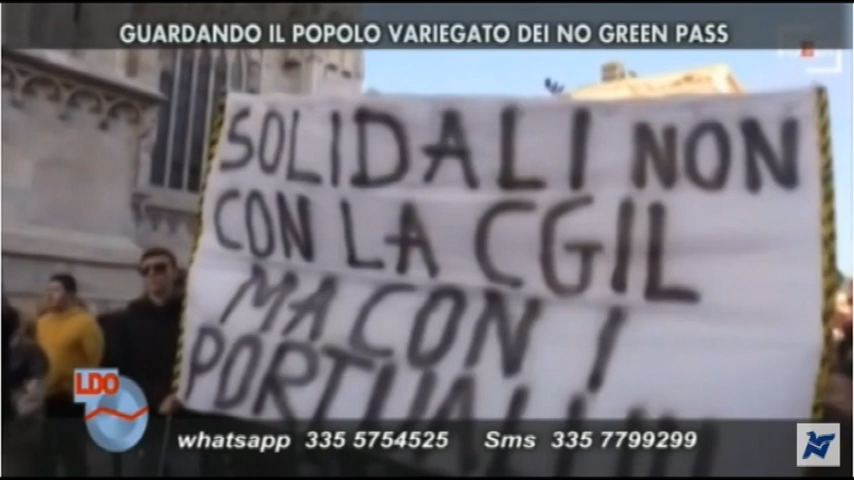 GUARDANDO IL POPOLO VARIEGATO DEI NO GREEN PASS
SOLIDALI NON
CON LA CGIL
MA CON I
PORTUALI
LDO
whatsapp 335 5754525 Sms 335 7799299